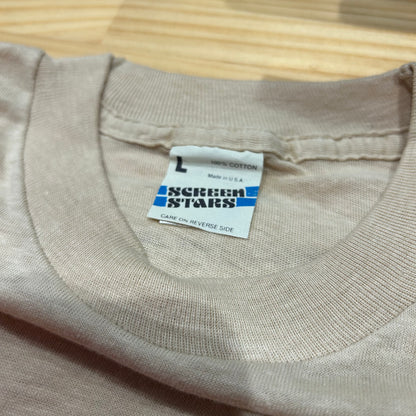 L 100% COTTON
Made in U.S.A.
SCREEN
STARS
CARE ON REVERSE SIDE